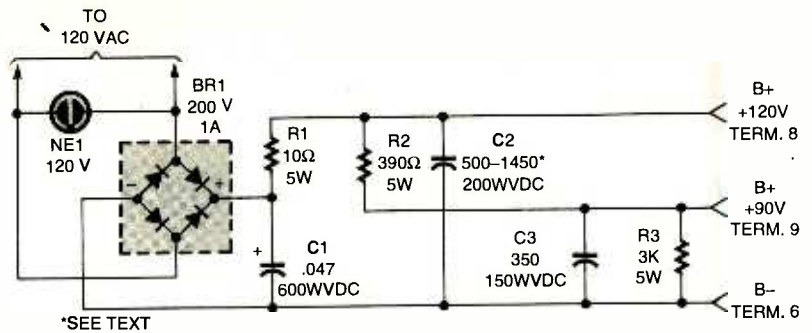 TO
120 VAC
NE1
120 V
BR1
200 V
1A
–
+
R1
10Ω
5W
+
C1
.047
600WVDC
R2
390Ω
5W
C2
500–1450*
200WVDC
C3
350
150WVDC
R3
3K
5W
B+
+120V
TERM. 8
B+
+90V
TERM. 9
B–
TERM. 6
*SEE TEXT